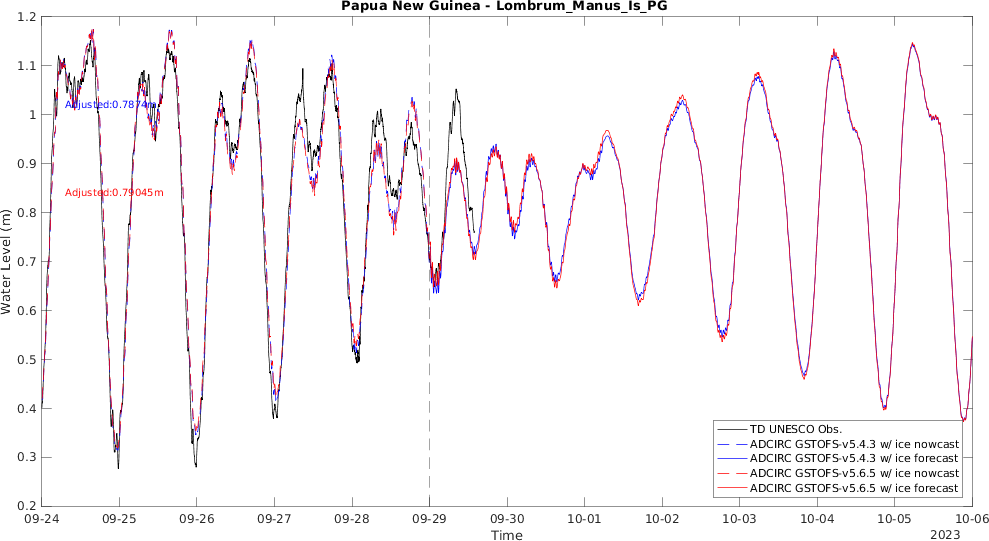 Papua New Guinea - Lombrum_Manus_Is_PG
1.2
1.1
1
0.9
0.8
0.7
0.6
0.5
0.4
0.3
0.2
Water Level (m)
Adjusted:0.7874m
Adjusted:0.79045m
TD UNESCO Obs.
ADCIRC GSTOFS-v5.4.3 w/ ice nowcast
ADCIRC GSTOFS-v5.4.3 w/ ice forecast
ADCIRC GSTOFS-v5.6.5 w/ ice nowcast
ADCIRC GSTOFS-v5.6.5 w/ ice forecast
09-24 09-25 09-26 09-27 09-28 09-29 09-30 10-01 10-02 10-03 10-04 10-05 10-06
Time
2023